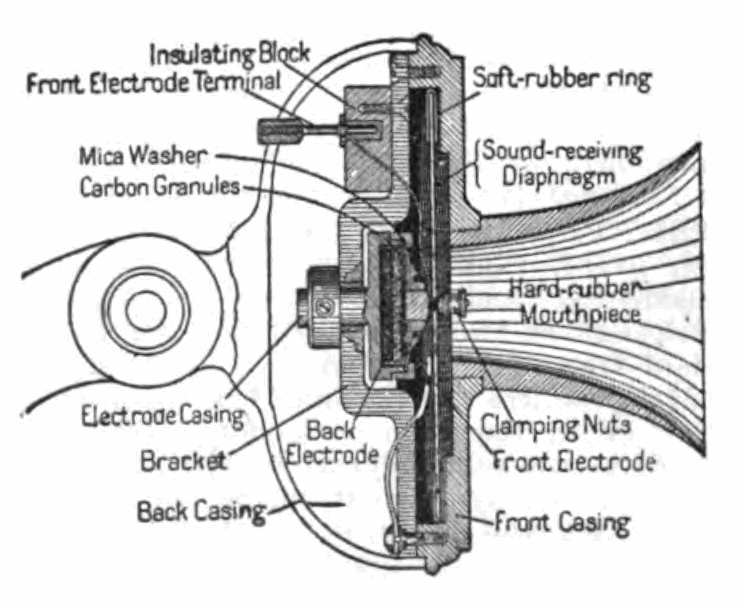 Insulating Block
Front Electrode Terminal
Soft-rubber ring
Mica Washer
Carbon Granules
Sound-receiving
Diaphragm
Hard-rubber
Mouthpiece
Electrode Casing
Back
Electrode
Clamping Nuts
Bracket
Front Electrode
Back Casing
Front Casing